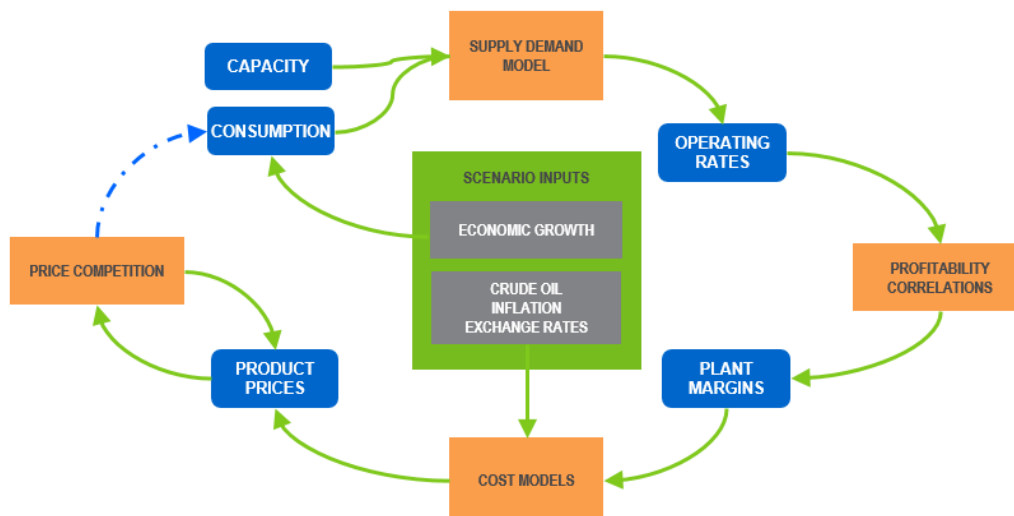 SUPPLY DEMAND
MODEL
CAPACITY
CONSUMPTION
OPERATING
RATES
SCENARIO INPUTS
ECONOMIC GROWTH
PRICE COMPETITION
PROFITABILITY
CORRELATIONS
CRUDE OIL
INFLATION
EXCHANGE RATES
PRODUCT
PRICES
PLANT
MARGINS
COST MODELS